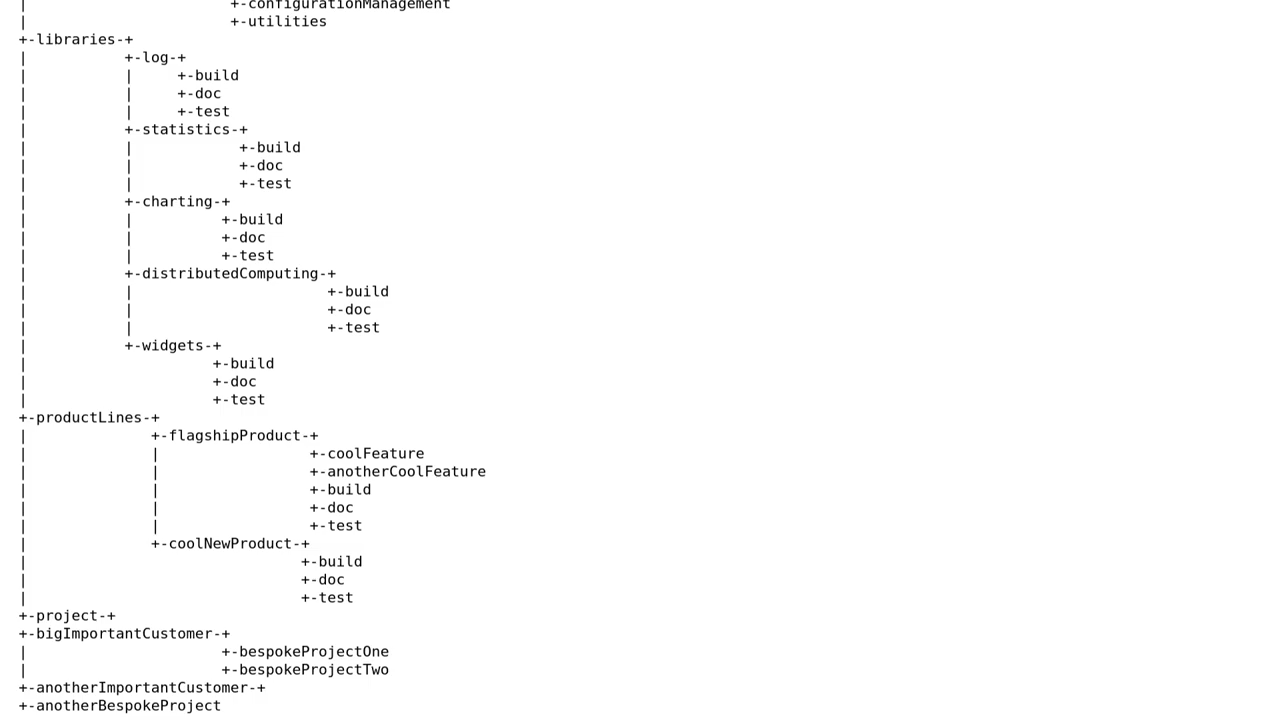 |                       +-configurationManagement
|                       +-utilities
+-libraries-+
|           +-log-+
|           |     +-build
|           |     +-doc
|           |     +-test
|           +-statistics-+
|           |            +-build
|           |            +-doc
|           |            +-test
|           +-charting-+
|           |          +-build
|           |          +-doc
|           |          +-test
|           +-distributedComputing-+
|           |                      +-build
|           |                      +-doc
|           |                      +-test
|           +-widgets-+
|                     +-build
|                     +-doc
|                     +-test
+-productLines-+
|              +-flagshipProduct-+
|              |                 +-coolFeature
|              |                 +-anotherCoolFeature
|              |                 +-build
|              |                 +-doc
|              |                 +-test
|              +-coolNewProduct-+
|                               +-build
|                               +-doc
|                               +-test
+-project-+
+-bigImportantCustomer-+
|                      +-bespokeProjectOne
|                      +-bespokeProjectTwo
+-anotherImportantCustomer-+
+-anotherBespokeProject